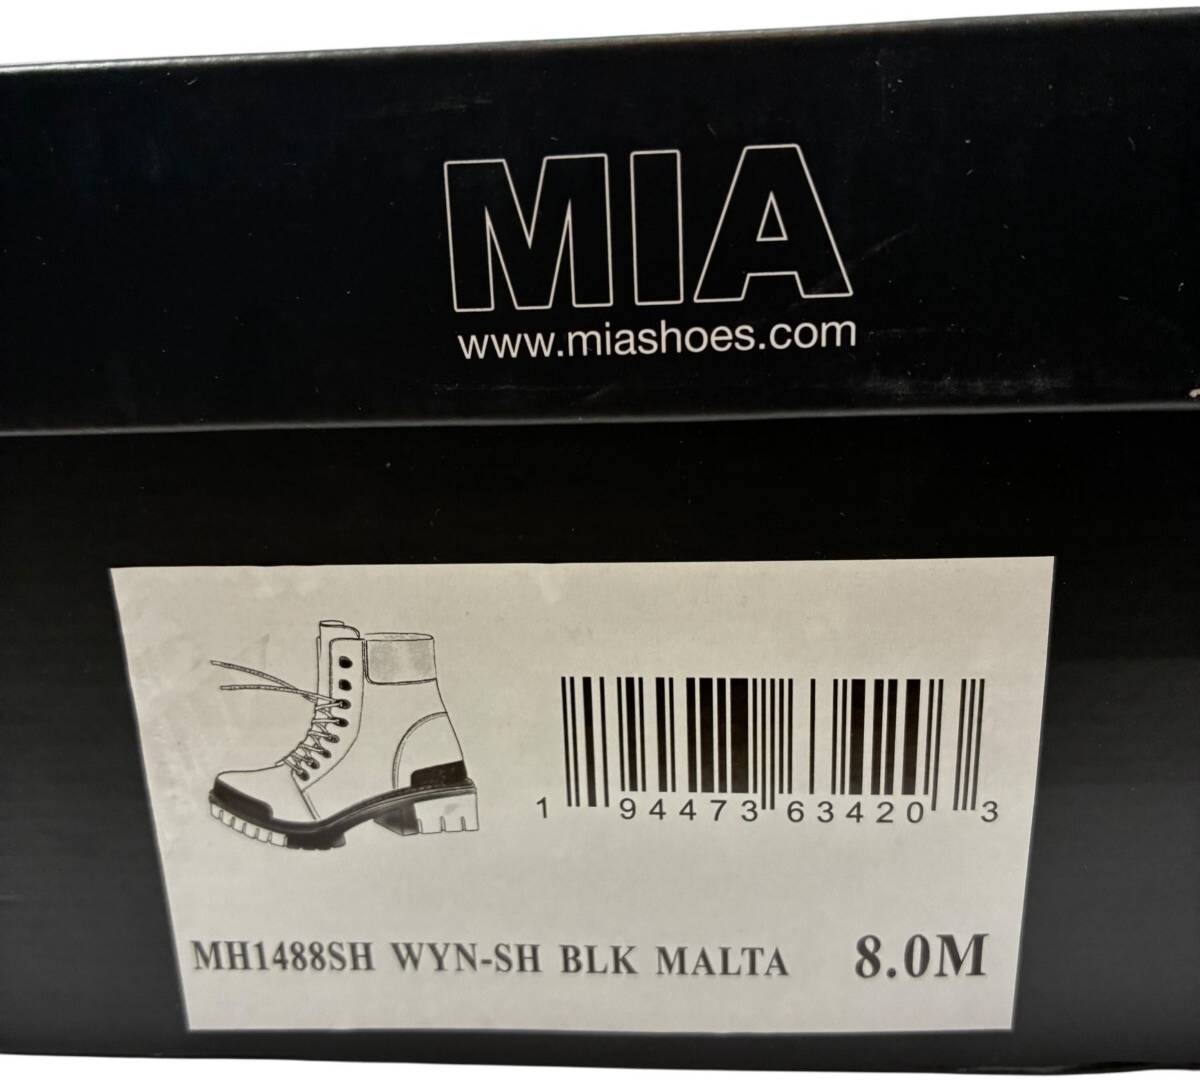 MIA
www.miashoes.com
1 94473 63420 3
MH1488SH WYN-SH BLK MALTA 8.0M